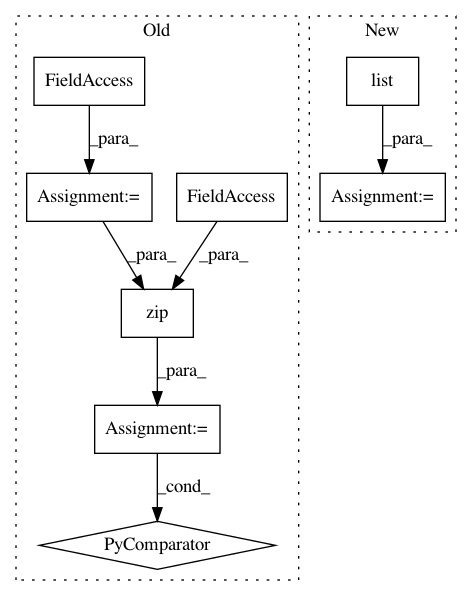 Old
New
FieldAccess
list
_para_
_para_
Assignment:=
FieldAccess
Assignment:=
_para_
_para_
zip
_para_
Assignment:=
_cond_
PyComparator